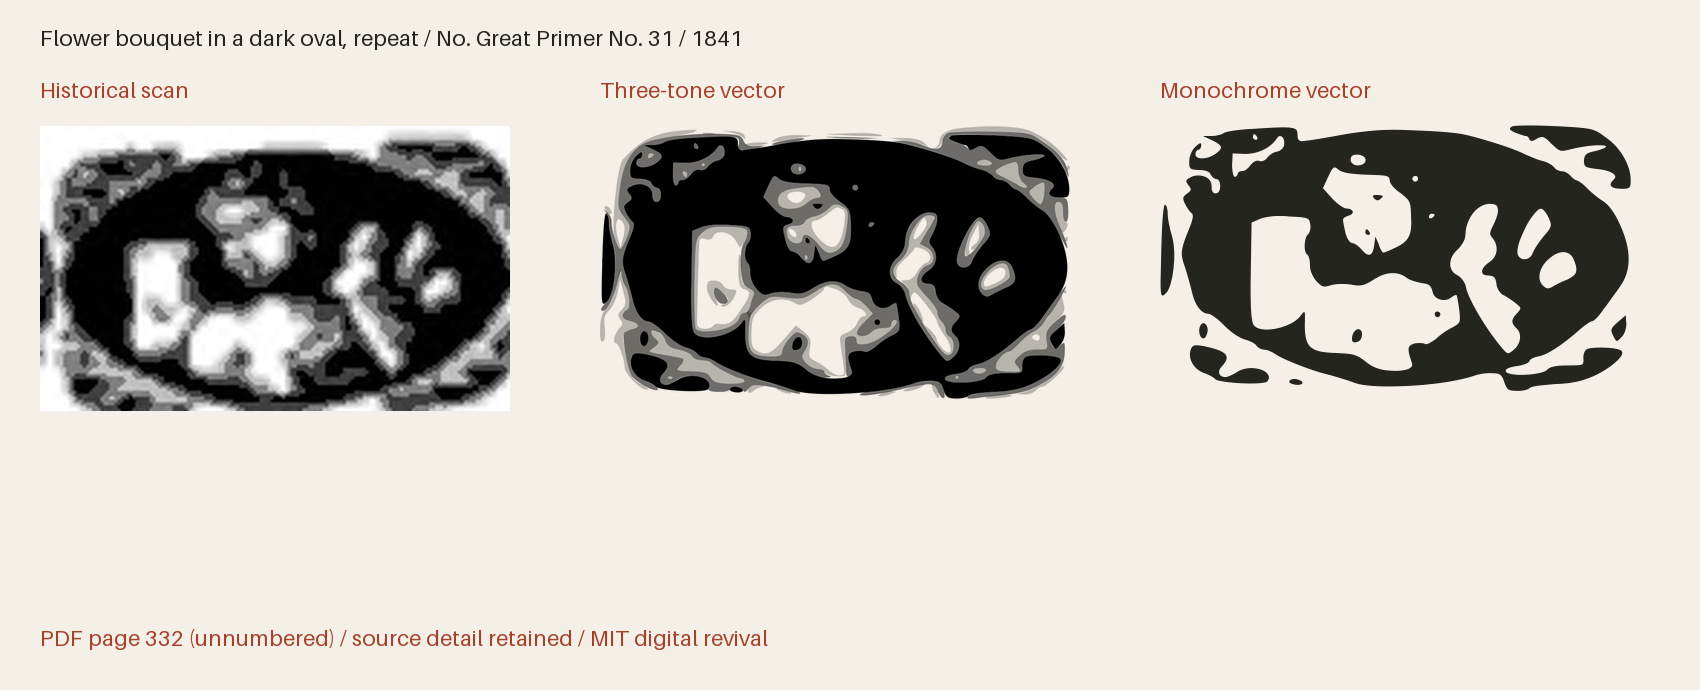 Flower bouquet in a dark oval, repeat / No. Great Primer No. 31 / 1841
Historical scan
Three-tone vector
Monochrome vector
PDF page 332 (unnumbered) / source detail retained / MIT digital revival